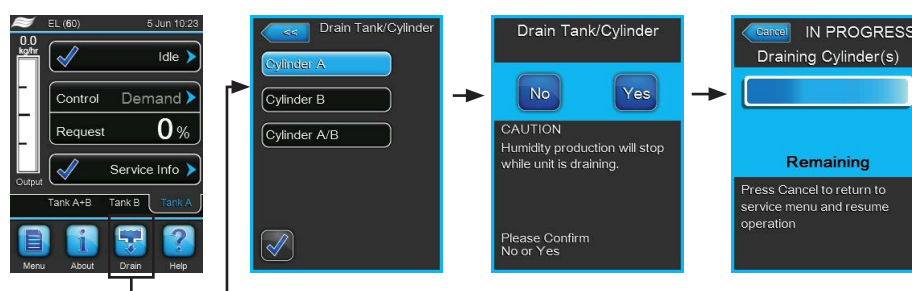 EL (60) 5 Jun 10:23
0.0
kg/hr
Idle
Control Demand
Request 0 %
Service Info
Output
Tank A+B Tank B Tank A
Menu About Drain Help
<< Drain Tank/Cylinder
Cylinder A
Cylinder B
Cylinder A/B
Drain Tank/Cylinder
No Yes
CAUTION
Humidity production will stop
while unit is draining.
Please Confirm
No or Yes
Cancel IN PROGRESS
Draining Cylinder(s)
Remaining
Press Cancel to return to
service menu and resume
operation